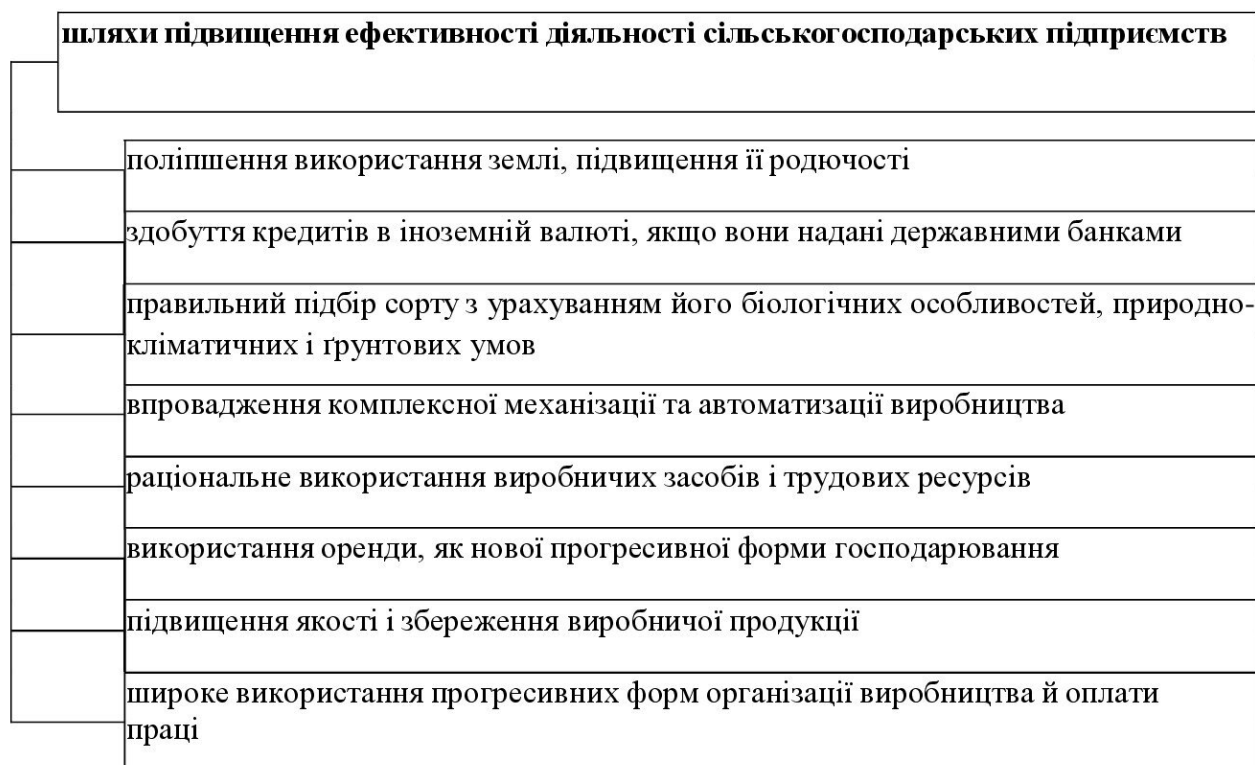 шляхи підвищення ефективності діяльності сільськогосподарських підприємств
поліпшення використання землі, підвищення її родючості
здобуття кредитів в іноземній валюті, якщо вони надані державними банками
правильний підбір сорту з урахуванням його біологічних особливостей, природно-
кліматичних і ґрунтових умов
впровадження комплексної механізації та автоматизації виробництва
раціональне використання виробничих засобів і трудових ресурсів
використання оренди, як нової прогресивної форми господарювання
підвищення якості і збереження виробничої продукції
широке використання прогресивних форм організації виробництва й оплати
праці